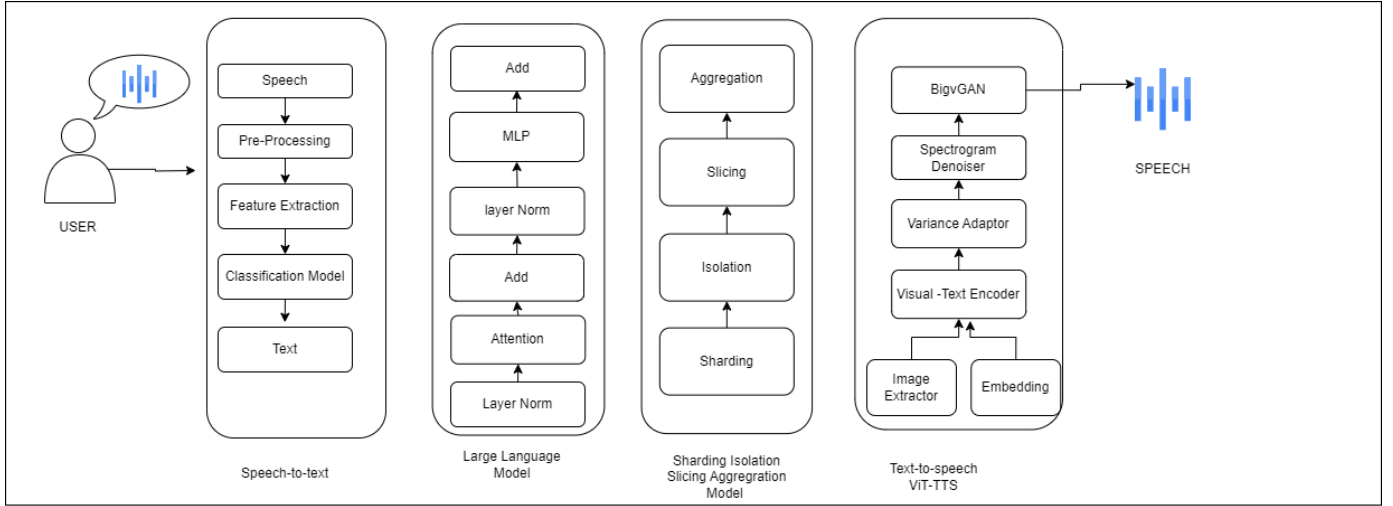 USER
Speech
Pre-Processing
Feature Extraction
Classification Model
Text
Speech-to-text
Add
MLP
layer Norm
Add
Attention
Layer Norm
Large Language
Model
Aggregation
Slicing
Isolation
Sharding
Sharding Isolation
Slicing Aggregration
Model
BigvGAN
Spectrogram
Denoiser
Variance Adaptor
Visual -Text Encoder
Image
Extractor
Embedding
Text-to-speech
ViT-TTS
SPEECH